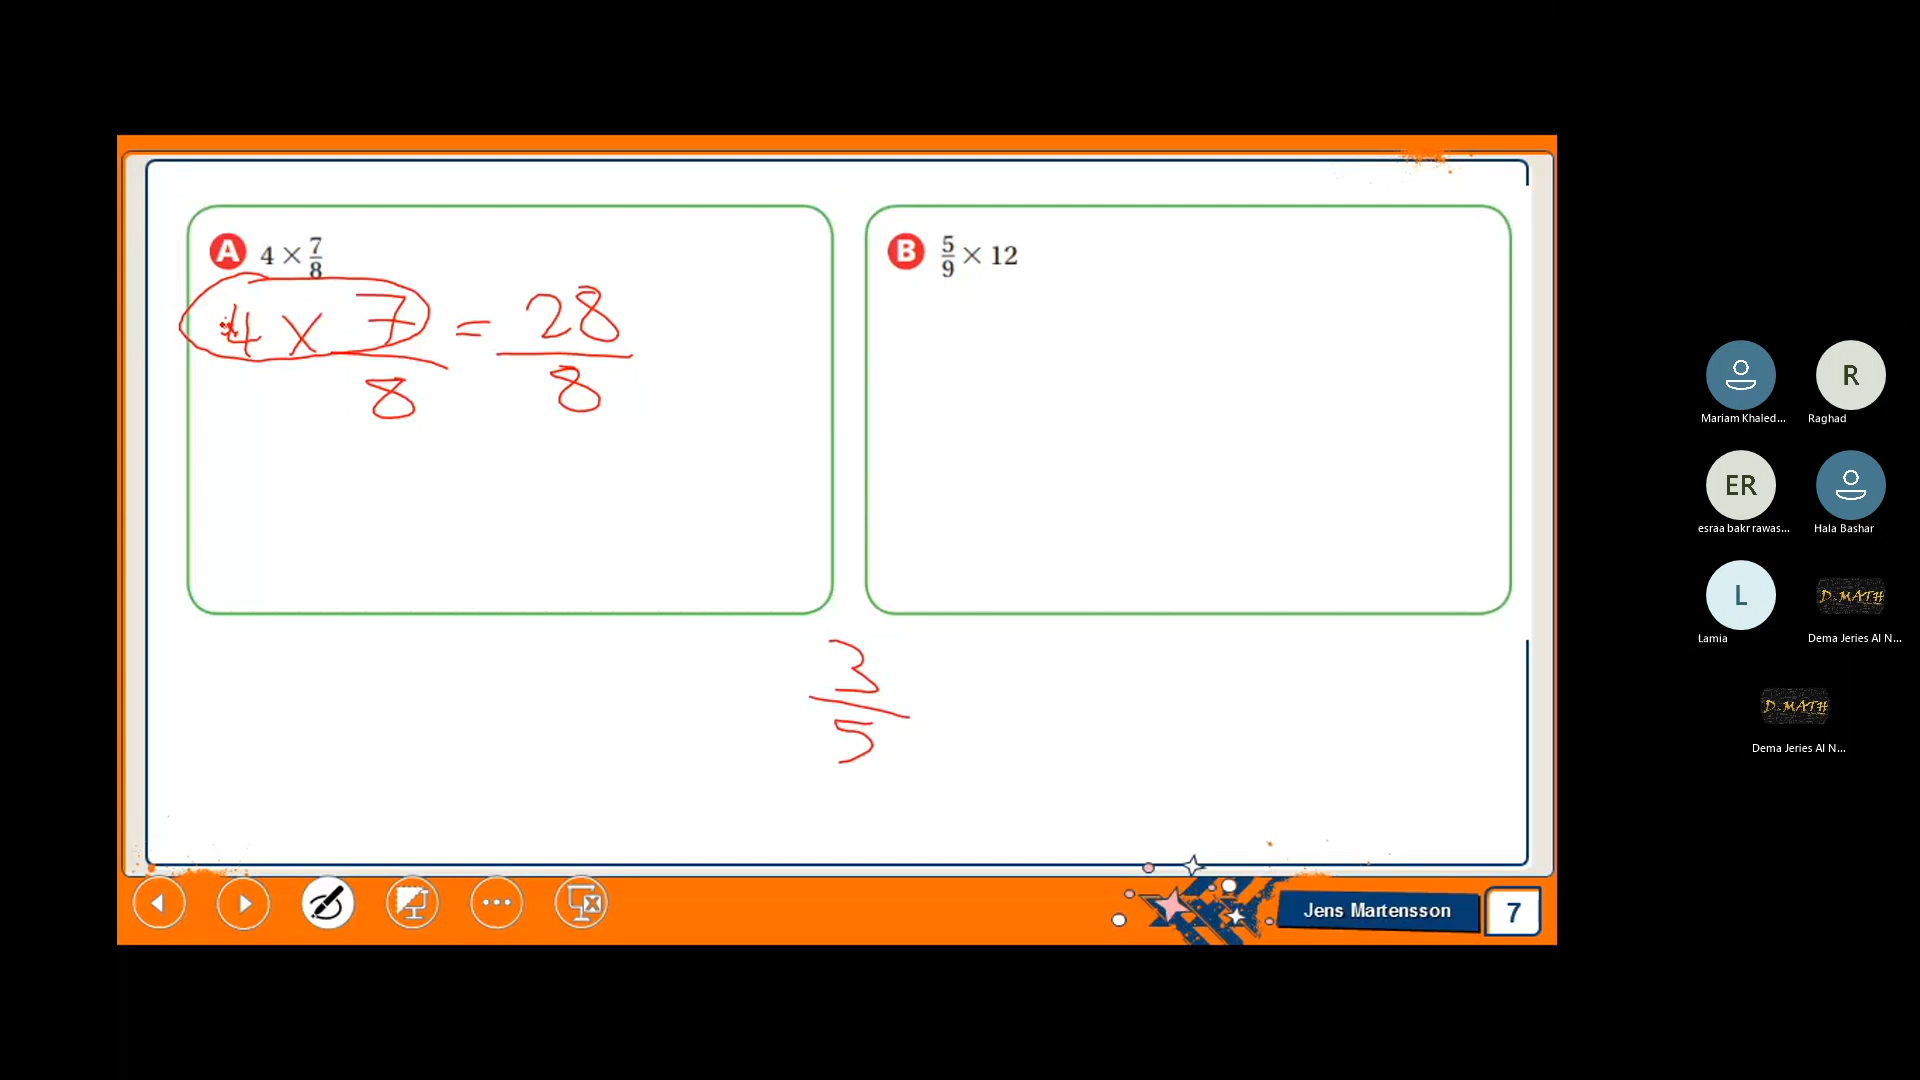 A 4 × 7/8
4 × 7/8 = 28/8
B 5/9 × 12
3/5
Jens Martensson
7
Mariam Khaled...
R
Raghad
ER
esraa bakr rawas...
Hala Bashar
L
Lamia
D. MATH
Dema Jeries Al N...
D. MATH
Dema Jeries Al N...